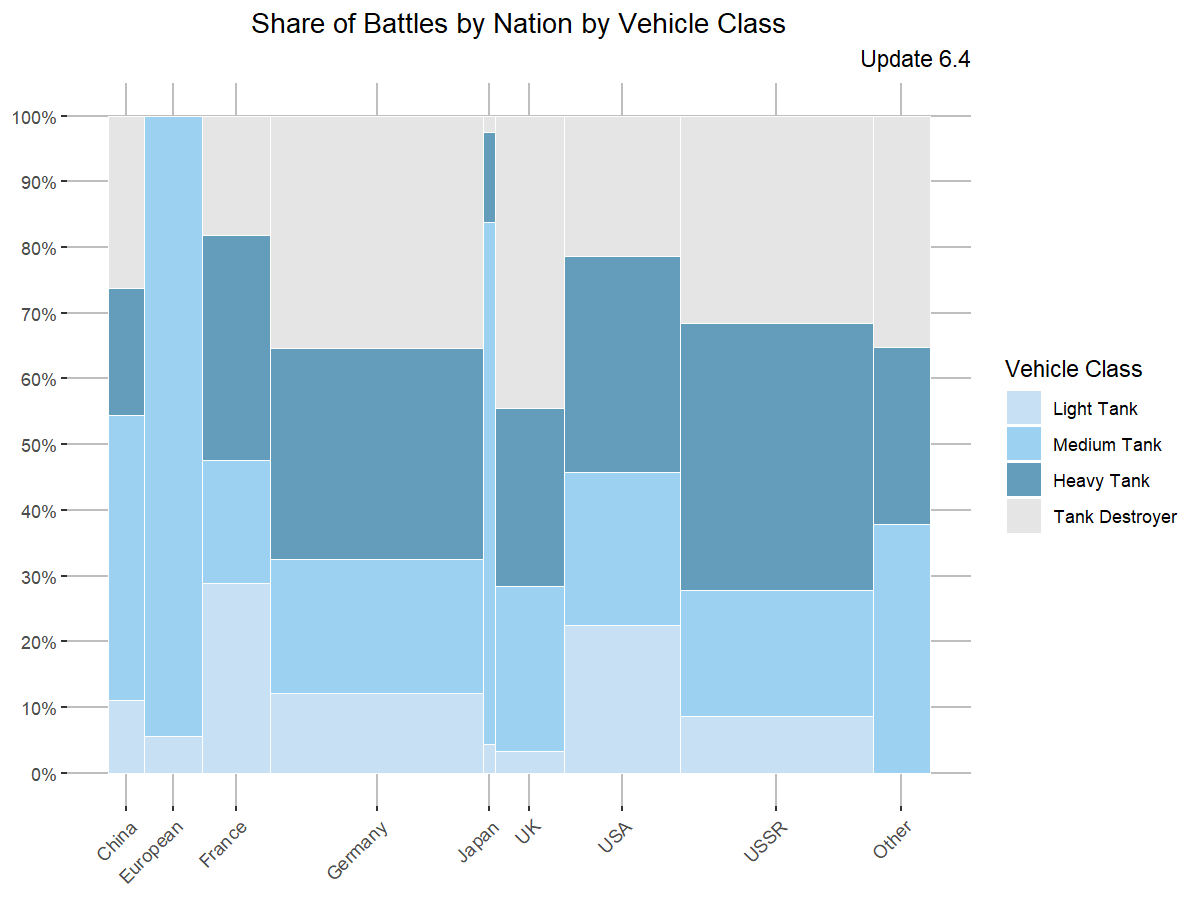 Share of Battles by Nation by Vehicle Class
Update 6.4
100%
90%
80%
70%
60%
50%
40%
30%
20%
10%
0%
China
European
France
Germany
Japan
UK
USA
USSR
Other
Vehicle Class
Light Tank
Medium Tank
Heavy Tank
Tank Destroyer